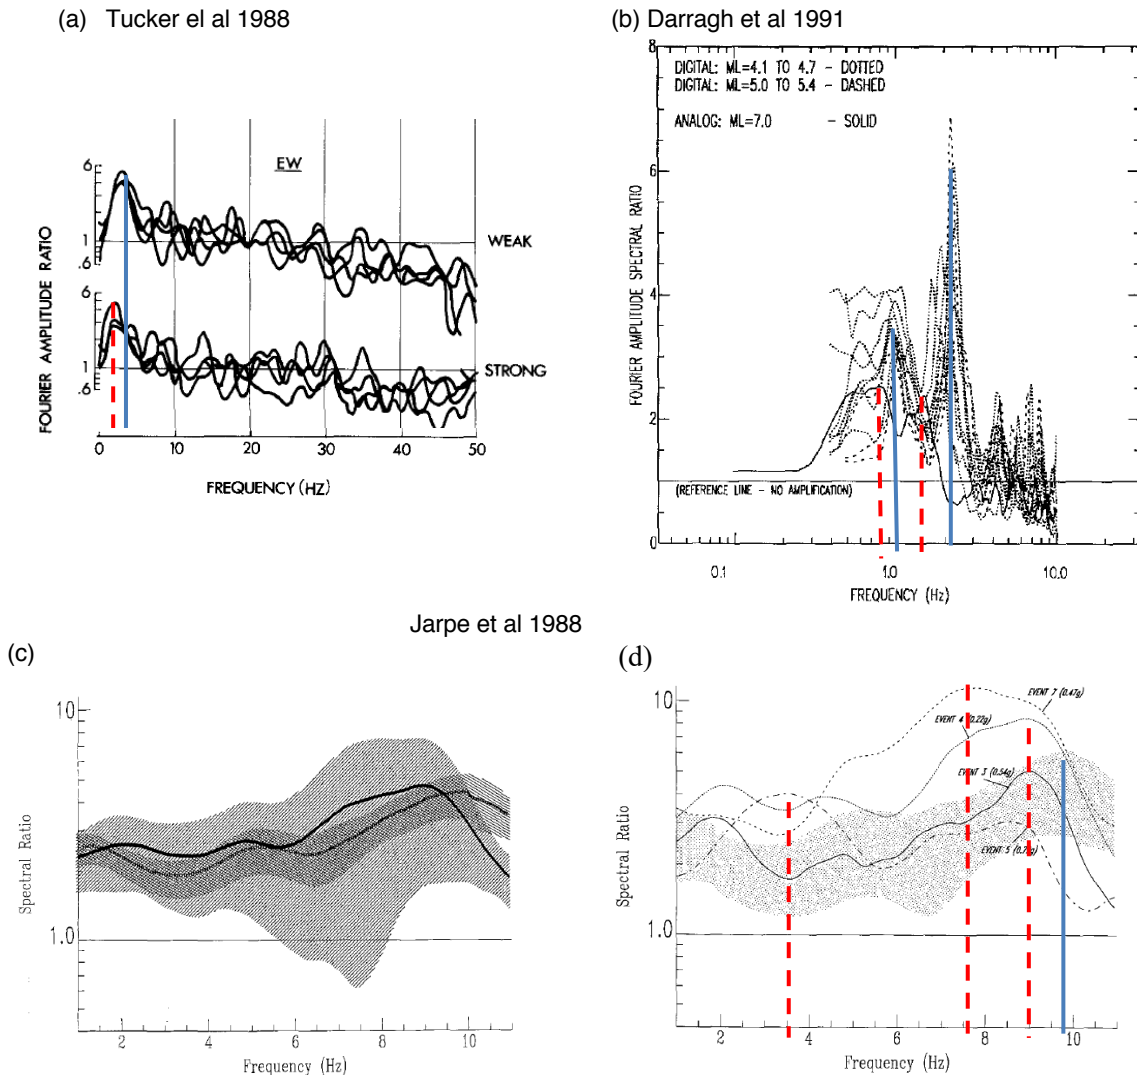 (a) Tucker el al 1988
6
1
.6
6
1
.6
EW
WEAK
STRONG
FOURIER AMPLITUDE RATIO
0 10 20 30 40 50
FREQUENCY (HZ)
(b) Darragh et al 1991
8
6
4
2
0
DIGITAL: ML=4.1 TO 4.7 - DOTTED
DIGITAL: ML=5.0 TO 5.4 - DASHED
ANALOG: ML=7.0 - SOLID
FOURIER AMPLITUDE SPECTRAL RATIO
(REFERENCE LINE - NO AMPLIFICATION)
0.1 1.0 10.0
FREQUENCY (Hz)
Jarpe et al 1988
(c)
10
1.0
Spectral Ratio
2 4 6 8 10
Frequency (Hz)
(d)
10
1.0
Spectral Ratio
EVENT 7 (0.47g)
EVENT 4 (0.22g)
EVENT 3 (0.54g)
EVENT 5
2 4 6 8 10
Frequency (Hz)